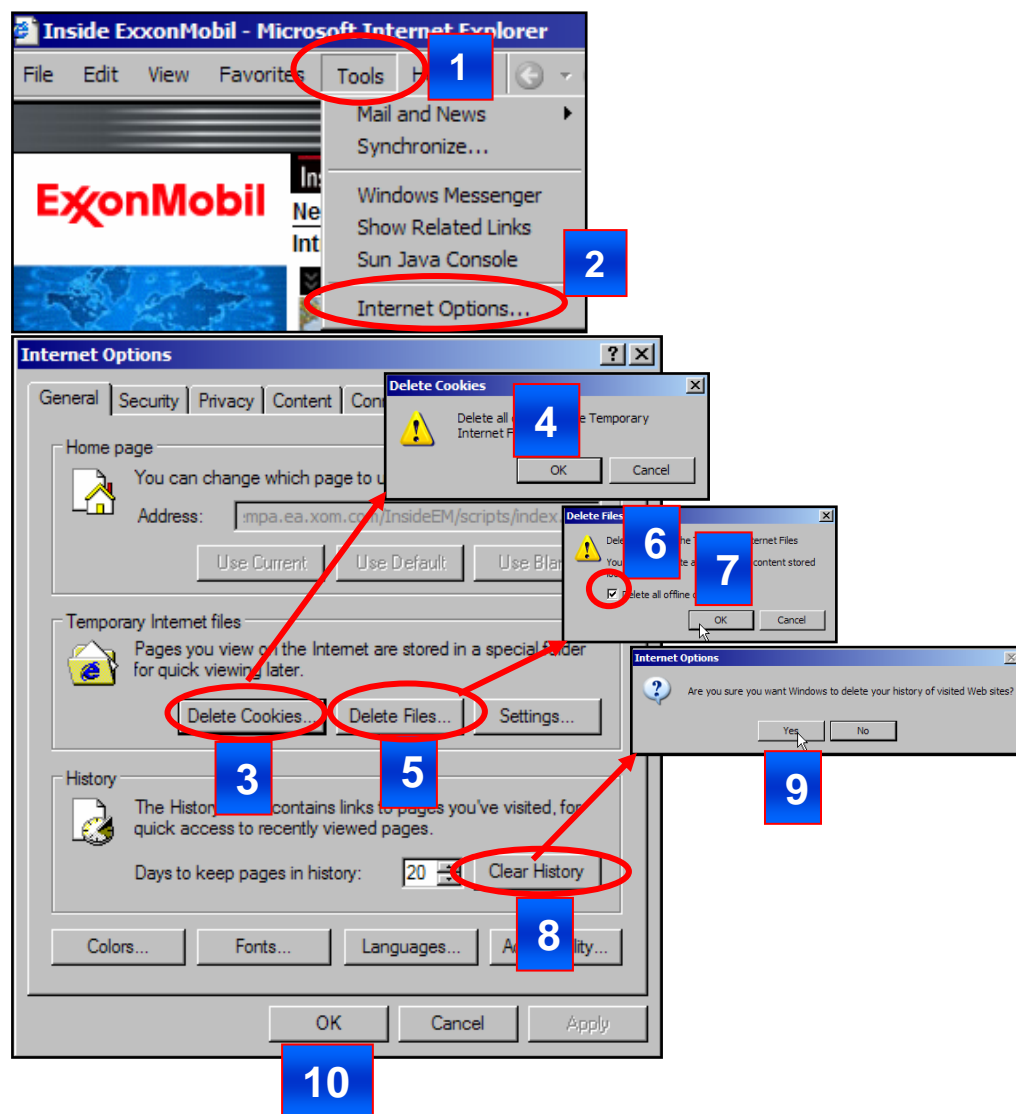 Inside ExxonMobil - Microsoft Internet Explorer
File Edit View Favorites Tools
1
Mail and News
Synchronize...
Windows Messenger
Show Related Links
Sun Java Console
2
Internet Options...
ExxonMobil
Internet Options
General Security Privacy Content
Home page
You can change which page to
Address: /InsideEM/scripts/index.
Use Current Use Default Use
Temporary Internet files
Pages you view on the Internet are stored in a special folder
for quick viewing later.
Delete Cookies... Delete Files... Settings...
3
5
History
The History contains links to pages you've visited, for
quick access to recently viewed pages.
Days to keep pages in history: 20 Clear History
8
Colors... Fonts... Languages...
OK Cancel Apply
10
Delete Cookies
Delete all Temporary
Internet
4
OK Cancel
Delete Files
6
7
content stored
Delete all offline
OK Cancel
Internet Options
Are you sure you want Windows to delete your history of visited Web sites?
Yes No
9